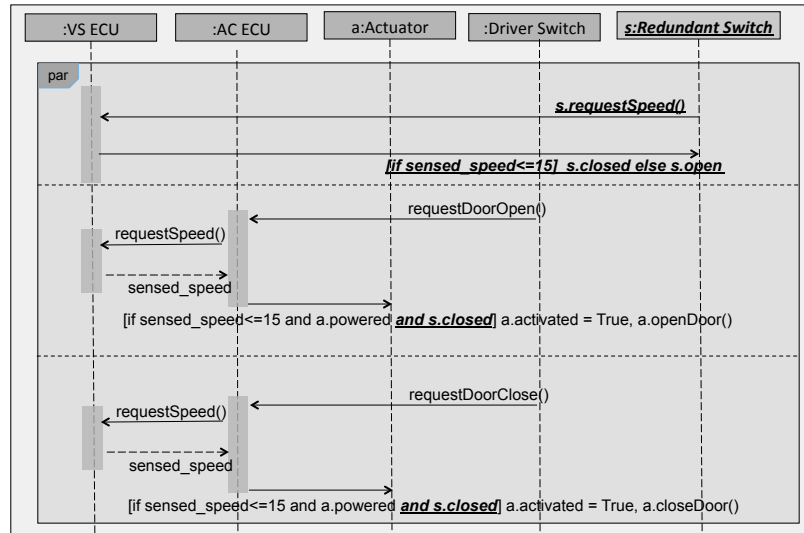 :VS ECU
:AC ECU
a:Actuator
:Driver Switch
s:Redundant Switch
par
s.requestSpeed()
[if sensed_speed<=15] s.closed else s.open
requestDoorOpen()
requestSpeed()
sensed_speed
[if sensed_speed<=15 and a.powered and s.closed] a.activated = True, a.openDoor()
requestDoorClose()
requestSpeed()
sensed_speed
[if sensed_speed<=15 and a.powered and s.closed] a.activated = True, a.closeDoor()